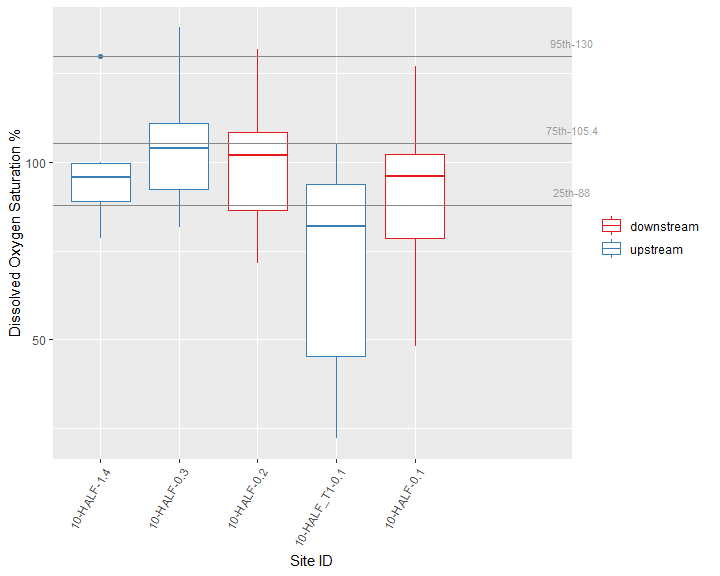 95th-130
75th-105.4
25th-88
100
50
Dissolved Oxygen Saturation %
10-HALF-1.4
10-HALF-0.3
10-HALF-0.2
10-HALF_T1-0.1
10-HALF-0.1
Site ID
downstream
upstream